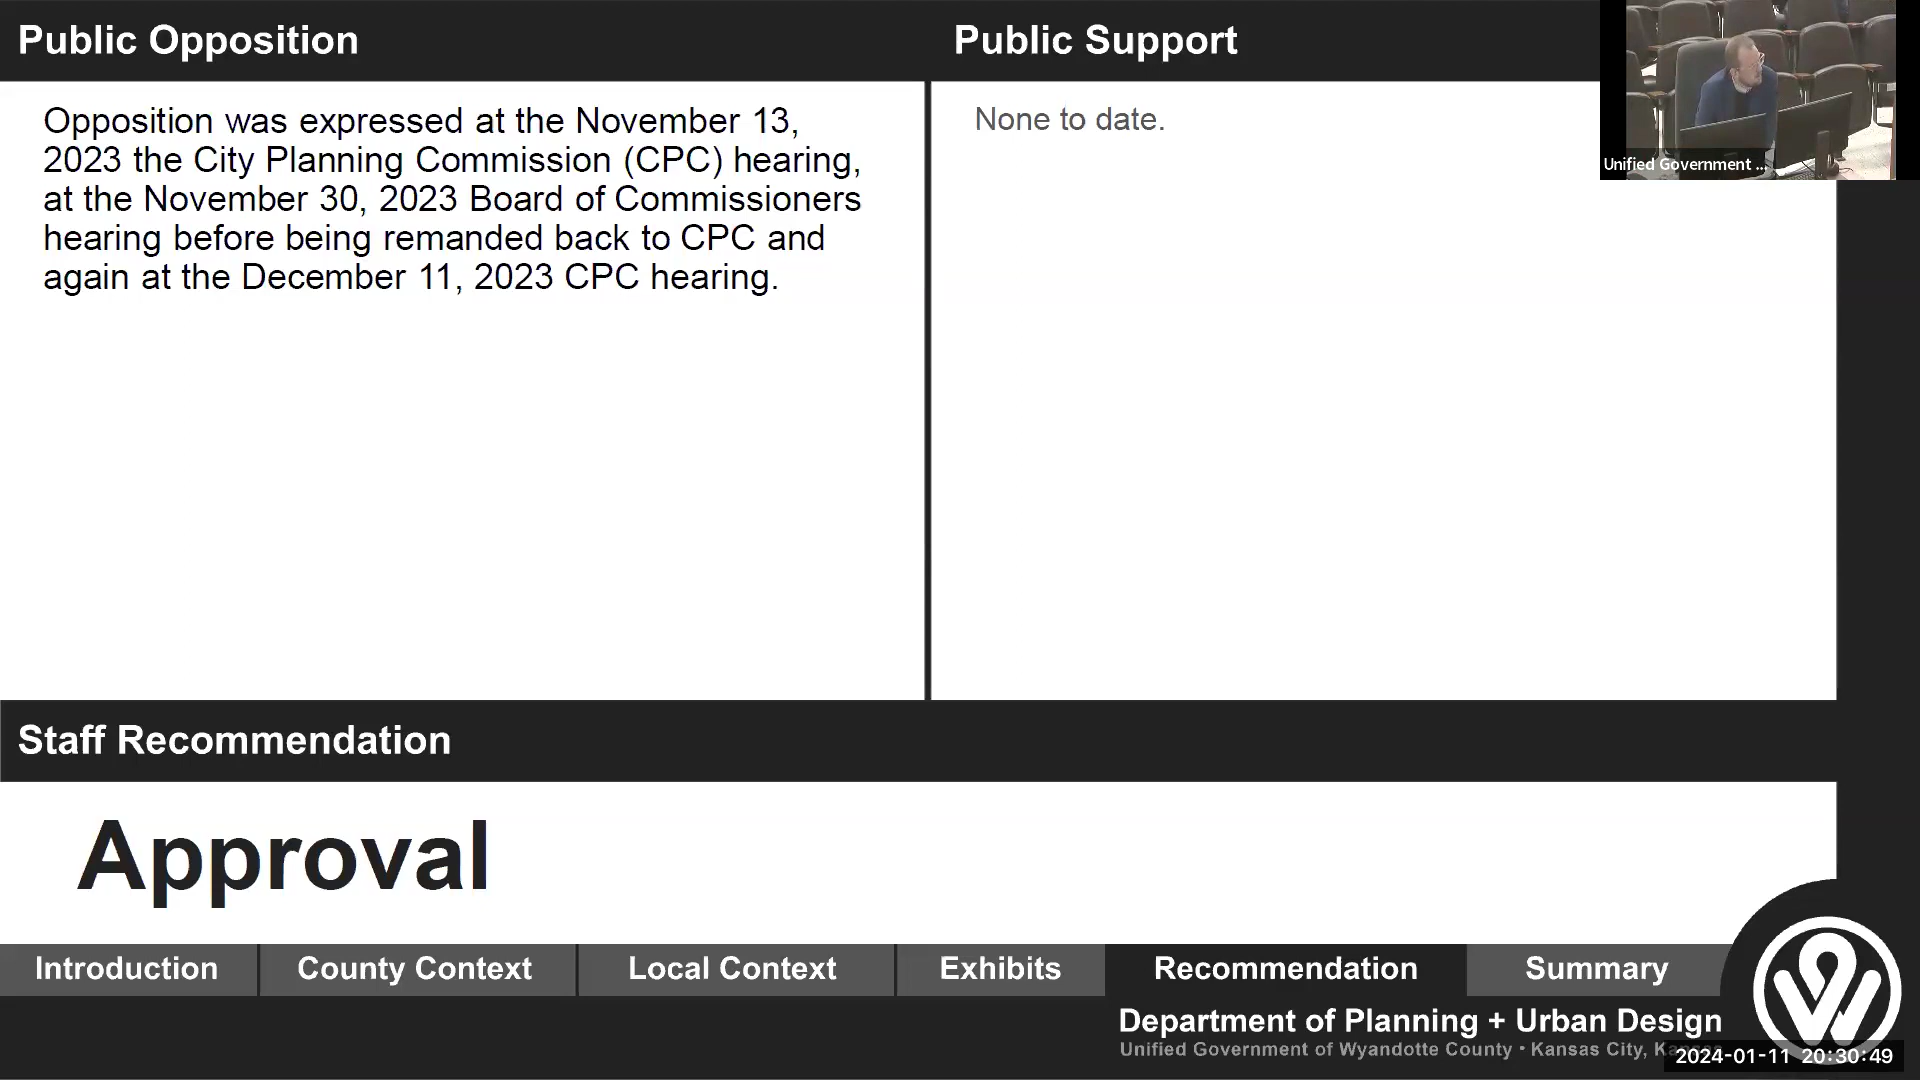 Public Opposition
Public Support
Opposition was expressed at the November 13,
2023 the City Planning Commission (CPC) hearing,
at the November 30, 2023 Board of Commissioners
hearing before being remanded back to CPC and
again at the December 11, 2023 CPC hearing.
None to date.
Unified Government ...
Staff Recommendation
Approval
Introduction
County Context
Local Context
Exhibits
Recommendation
Summary
Department of Planning + Urban Design
Unified Government of Wyandotte County • Kansas City, Kansas
2024-01-11 20:30:49